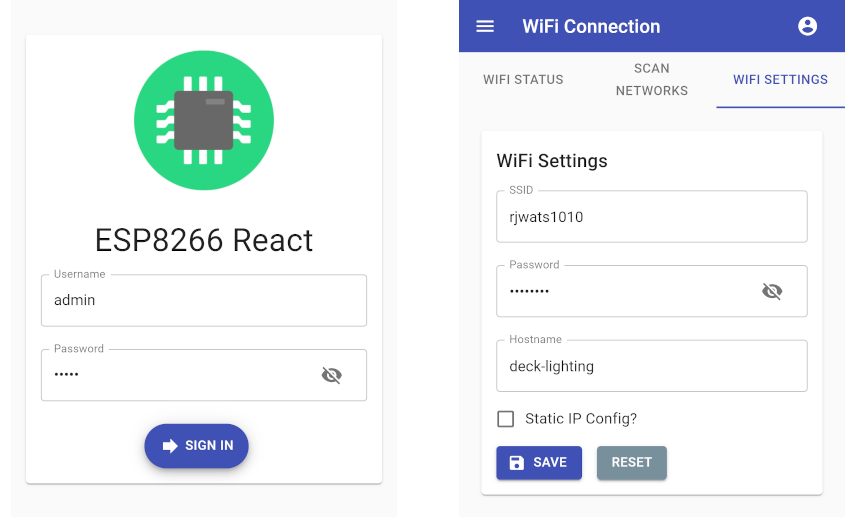 ESP8266 React
Username
admin
Password
•••••
SIGN IN
WiFi Connection
WIFI STATUS
SCAN
NETWORKS
WIFI SETTINGS
WiFi Settings
SSID
rjwats1010
Password
••••••••
Hostname
deck-lighting
Static IP Config?
SAVE
RESET